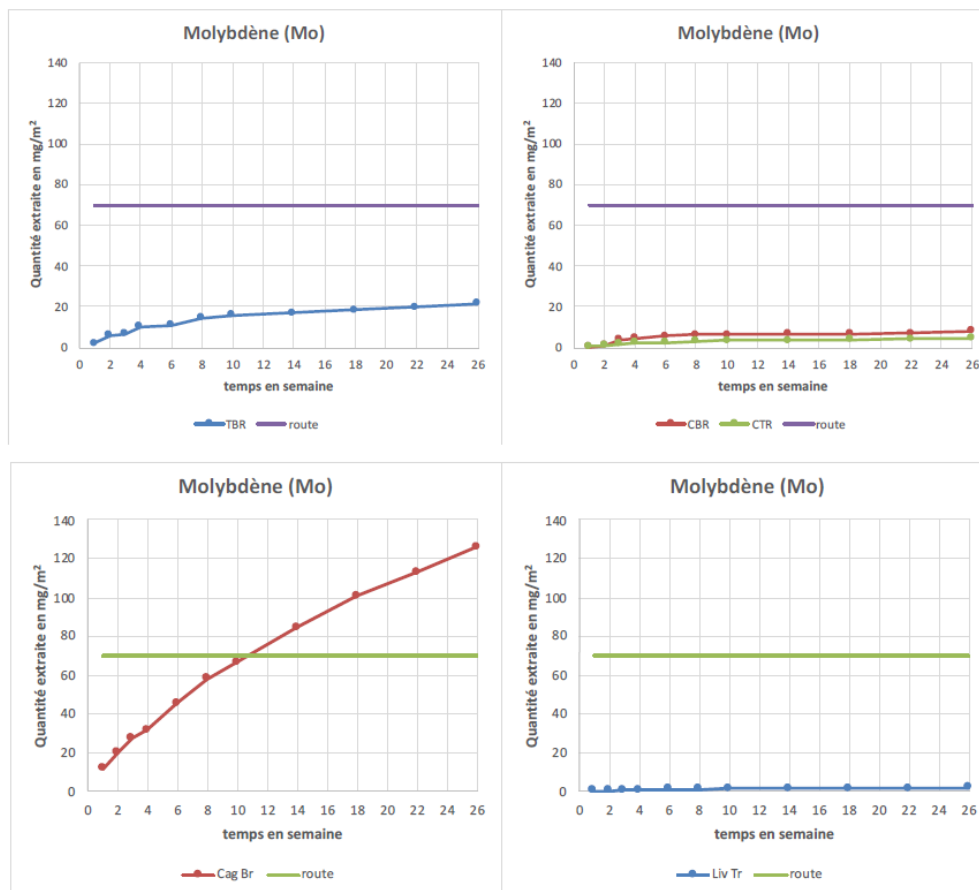 Molybdène (Mo)
Quantité extraite en mg/m²
140
120
100
80
60
40
20
0
0 2 4 6 8 10 12 14 16 18 20 22 24 26
temps en semaine
TBR route
Molybdène (Mo)
Quantité extraite en mg/m²
140
120
100
80
60
40
20
0
0 2 4 6 8 10 12 14 16 18 20 22 24 26
temps en semaine
CBR CTR route
Molybdène (Mo)
Quantité extraite en mg/m²
140
120
100
80
60
40
20
0
0 2 4 6 8 10 12 14 16 18 20 22 24 26
temps en semaine
Cag Br route
Molybdène (Mo)
Quantité extraite en mg/m²
140
120
100
80
60
40
20
0
0 2 4 6 8 10 12 14 16 18 20 22 24 26
temps en semaine
Liv Tr route